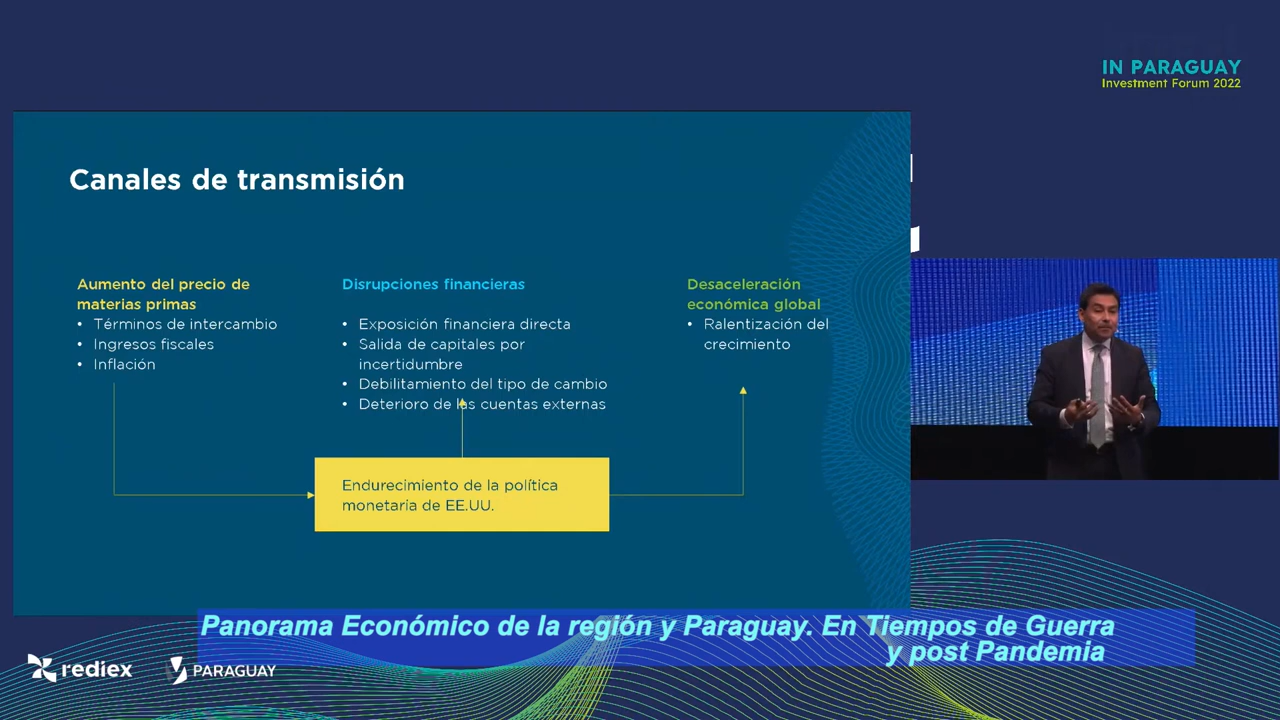 IN PARAGUAY
Investment Forum 2022
Canales de transmisión
Aumento del precio de
materias primas
• Términos de intercambio
• Ingresos fiscales
• Inflación
Disrupciones financieras
• Exposición financiera directa
• Salida de capitales por
incertidumbre
• Debilitamiento del tipo de cambio
• Deterioro de las cuentas externas
Desaceleración
económica global
• Ralentización del
crecimiento
Endurecimiento de la política
monetaria de EE.UU.
Panorama Económico de la región y Paraguay. En Tiempos de Guerra
y post Pandemia
rediex
PARAGUAY